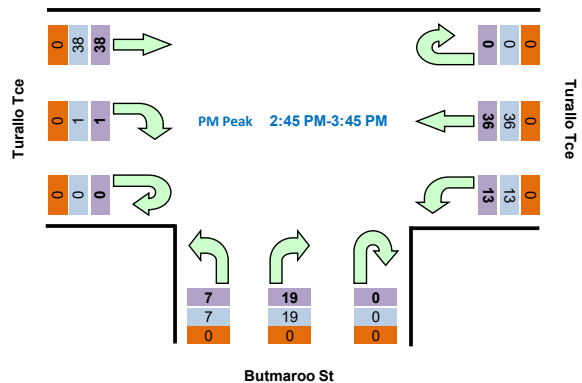 0 38 38
0 0 0
Turallo Tce
0 1 1
PM Peak 2:45 PM-3:45 PM
36 36 0
Turallo Tce
0 0 0
13 13 0
7 19 0
7 19 0
0 0 0
Butmaroo St